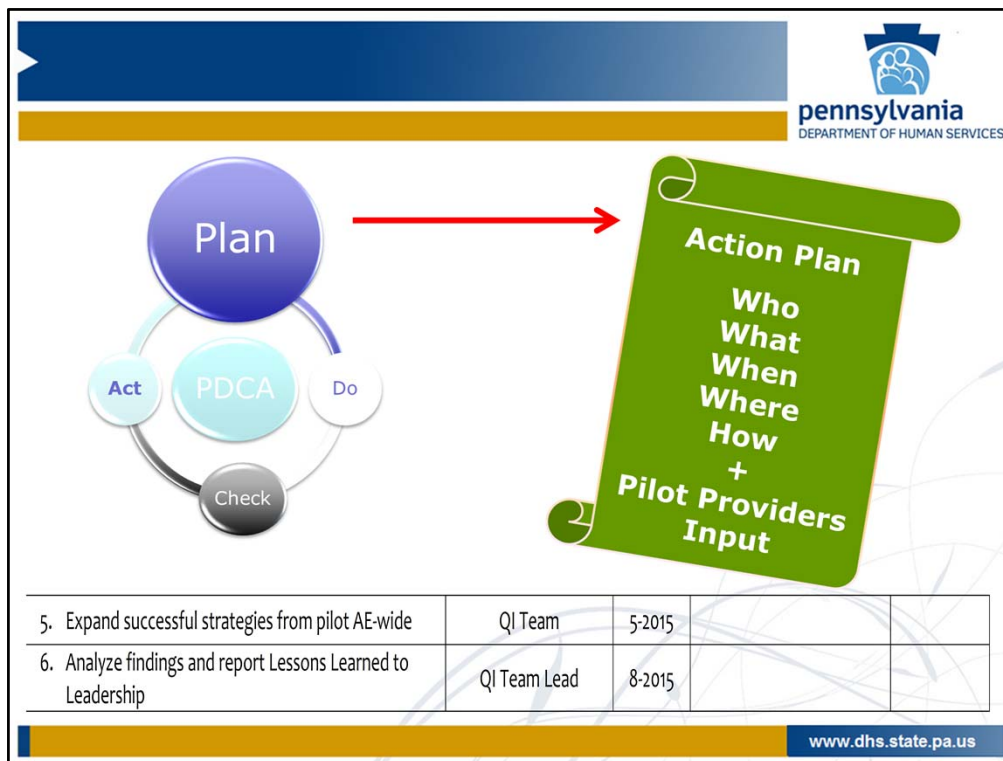 pennsylvania
DEPARTMENT OF HUMAN SERVICES
Plan
Act
PDCA
Do
Check
Action Plan
Who
What
When
Where
How
+
Pilot Providers
Input
5. Expand successful strategies from pilot AE-wide QI Team 5-2015
6. Analyze findings and report Lessons Learned to
Leadership QI Team Lead 8-2015
www.dhs.state.pa.us